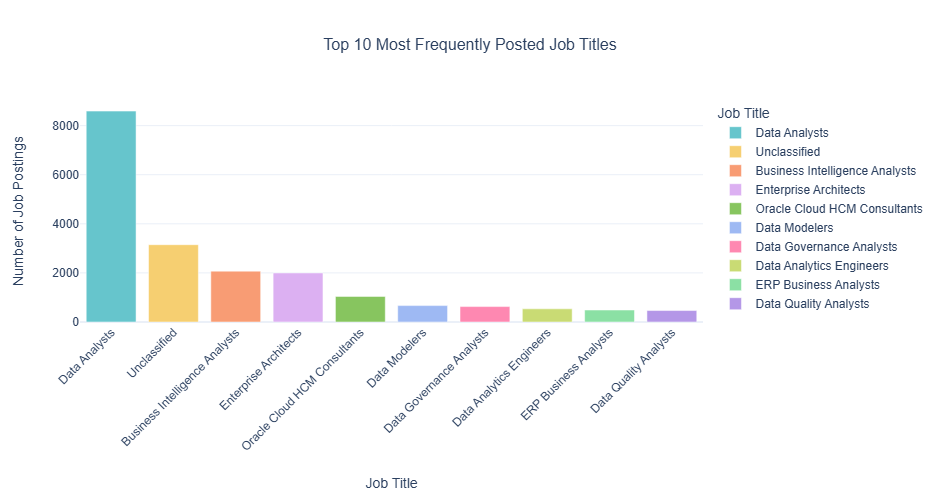 Top 10 Most Frequently Posted Job Titles
Number of Job Postings
8000
6000
4000
2000
0
Data Analysts
Unclassified
Business Intelligence Analysts
Enterprise Architects
Oracle Cloud HCM Consultants
Data Modelers
Data Governance Analysts
Data Analytics Engineers
ERP Business Analysts
Data Quality Analysts
Job Title
Job Title
Data Analysts
Unclassified
Business Intelligence Analysts
Enterprise Architects
Oracle Cloud HCM Consultants
Data Modelers
Data Governance Analysts
Data Analytics Engineers
ERP Business Analysts
Data Quality Analysts